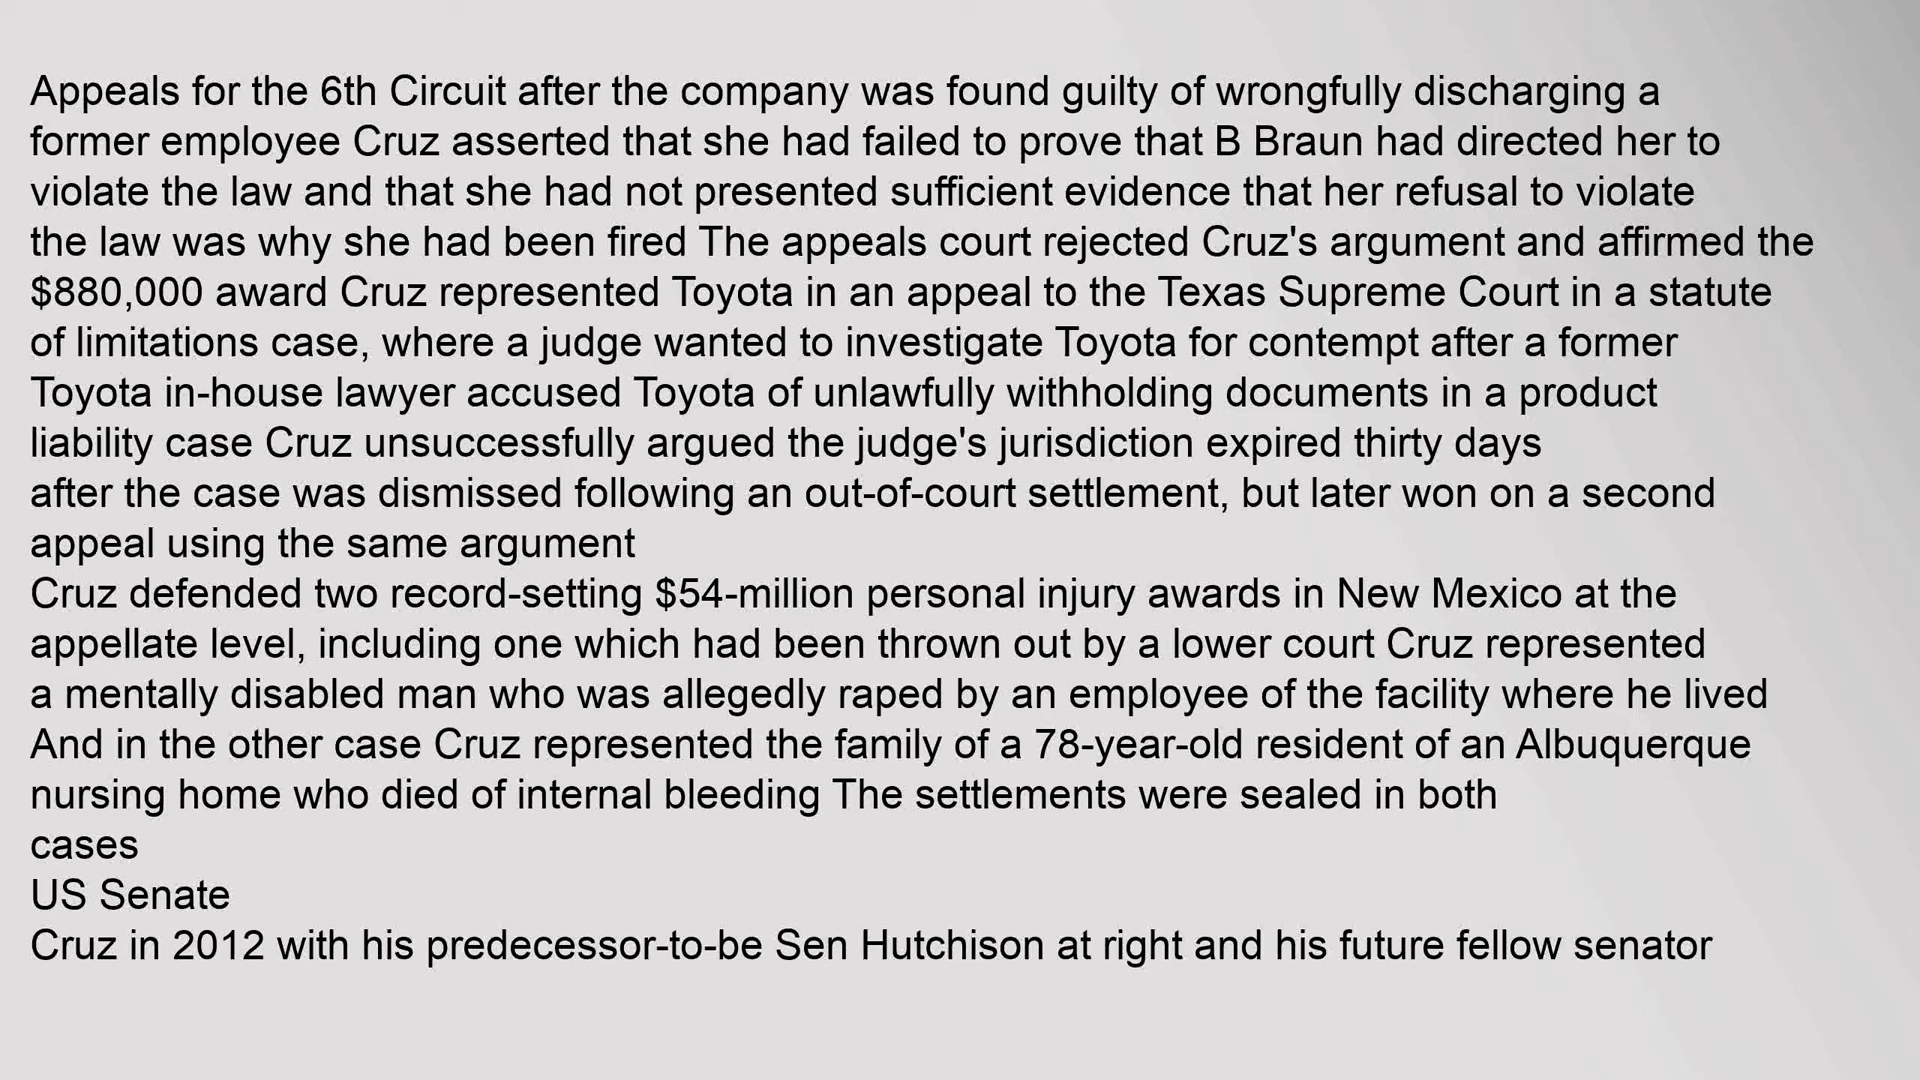 Appeals for the 6th Circuit after the company was found guilty of wrongfully discharging a
former employee Cruz asserted that she had failed to prove that B Braun had directed her to
violate the law and that she had not presented sufficient evidence that her refusal to violate
the law was why she had been fired The appeals court rejected Cruz's argument and affirmed the
$880,000 award Cruz represented Toyota in an appeal to the Texas Supreme Court in a statute
of limitations case, where a judge wanted to investigate Toyota for contempt after a former
Toyota in-house lawyer accused Toyota of unlawfully withholding documents in a product
liability case Cruz unsuccessfully argued the judge's jurisdiction expired thirty days
after the case was dismissed following an out-of-court settlement, but later won on a second
appeal using the same argument
Cruz defended two record-setting $54-million personal injury awards in New Mexico at the
appellate level, including one which had been thrown out by a lower court Cruz represented
a mentally disabled man who was allegedly raped by an employee of the facility where he lived
And in the other case Cruz represented the family of a 78-year-old resident of an Albuquerque
nursing home who died of internal bleeding The settlements were sealed in both
cases
US Senate
Cruz in 2012 with his predecessor-to-be Sen Hutchison at right and his future fellow senator